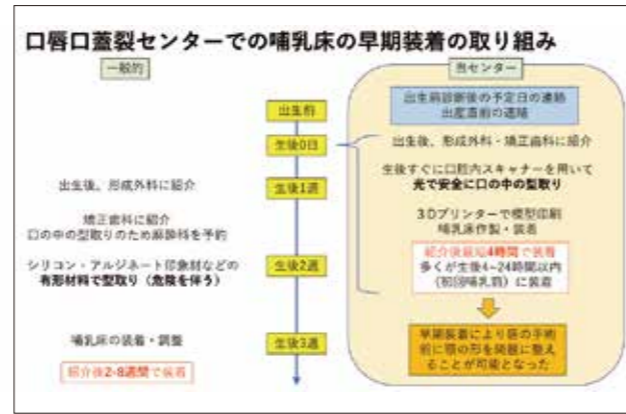 口唇口蓋裂センターでの哺乳床の早期装着の取り組み
一般的
当センター
出生前診断後の予定日の連絡
出産直前の連絡
出生前
生後0日
出生後、形成外科・矯正歯科に紹介
生後すぐに口腔内スキャナーを用いて
光で安全に口の中の型取り
出生後、形成外科に紹介
生後1週
3Dプリンターで模型印刷
哺乳床作製・装着
矯正歯科に紹介
口の中の型取りのため麻酔科を予約
紹介後最短4時間で装着
多くが生後4~24時間以内
(初回哺乳前)に装着
シリコン・アルジネート印象材などの
有形材料で型取り(危険を伴う)
生後2週
哺乳床の装着・調整
生後3週
早期装着により唇の手術
前に顎の形を綺麗に整え
ることが可能となった
紹介後2-8週間で装着